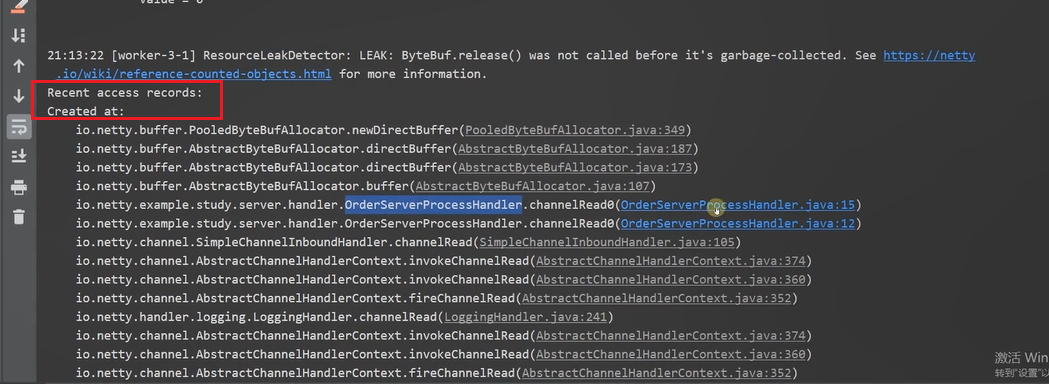 value = 0
21:13:22 [worker-3-1] ResourceLeakDetector: LEAK: ByteBuf.release() was not called before it's garbage-collected. See https://netty
.io/wiki/reference-counted-objects.html for more information.
Recent access records:
Created at:
io.netty.buffer.PooledByteBufAllocator.newDirectBuffer(PooledByteBufAllocator.java:349)
io.netty.buffer.AbstractByteBufAllocator.directBuffer(AbstractByteBufAllocator.java:187)
io.netty.buffer.AbstractByteBufAllocator.directBuffer(AbstractByteBufAllocator.java:173)
io.netty.buffer.AbstractByteBufAllocator.buffer(AbstractByteBufAllocator.java:107)
io.netty.example.study.server.handler.OrderServerProcessHandler.channelRead0(OrderServerProcessHandler.java:15)
io.netty.example.study.server.handler.OrderServerProcessHandler.channelRead0(OrderServerProcessHandler.java:12)
io.netty.channel.SimpleChannelInboundHandler.channelRead(SimpleChannelInboundHandler.java:105)
io.netty.channel.AbstractChannelHandlerContext.invokeChannelRead(AbstractChannelHandlerContext.java:374)
io.netty.channel.AbstractChannelHandlerContext.invokeChannelRead(AbstractChannelHandlerContext.java:360)
io.netty.channel.AbstractChannelHandlerContext.fireChannelRead(AbstractChannelHandlerContext.java:352)
io.netty.handler.logging.LoggingHandler.channelRead(LoggingHandler.java:241)
io.netty.channel.AbstractChannelHandlerContext.invokeChannelRead(AbstractChannelHandlerContext.java:374)
io.netty.channel.AbstractChannelHandlerContext.invokeChannelRead(AbstractChannelHandlerContext.java:360)
io.netty.channel.AbstractChannelHandlerContext.fireChannelRead(AbstractChannelHandlerContext.java:352)
激活 Win
转到"设置"以